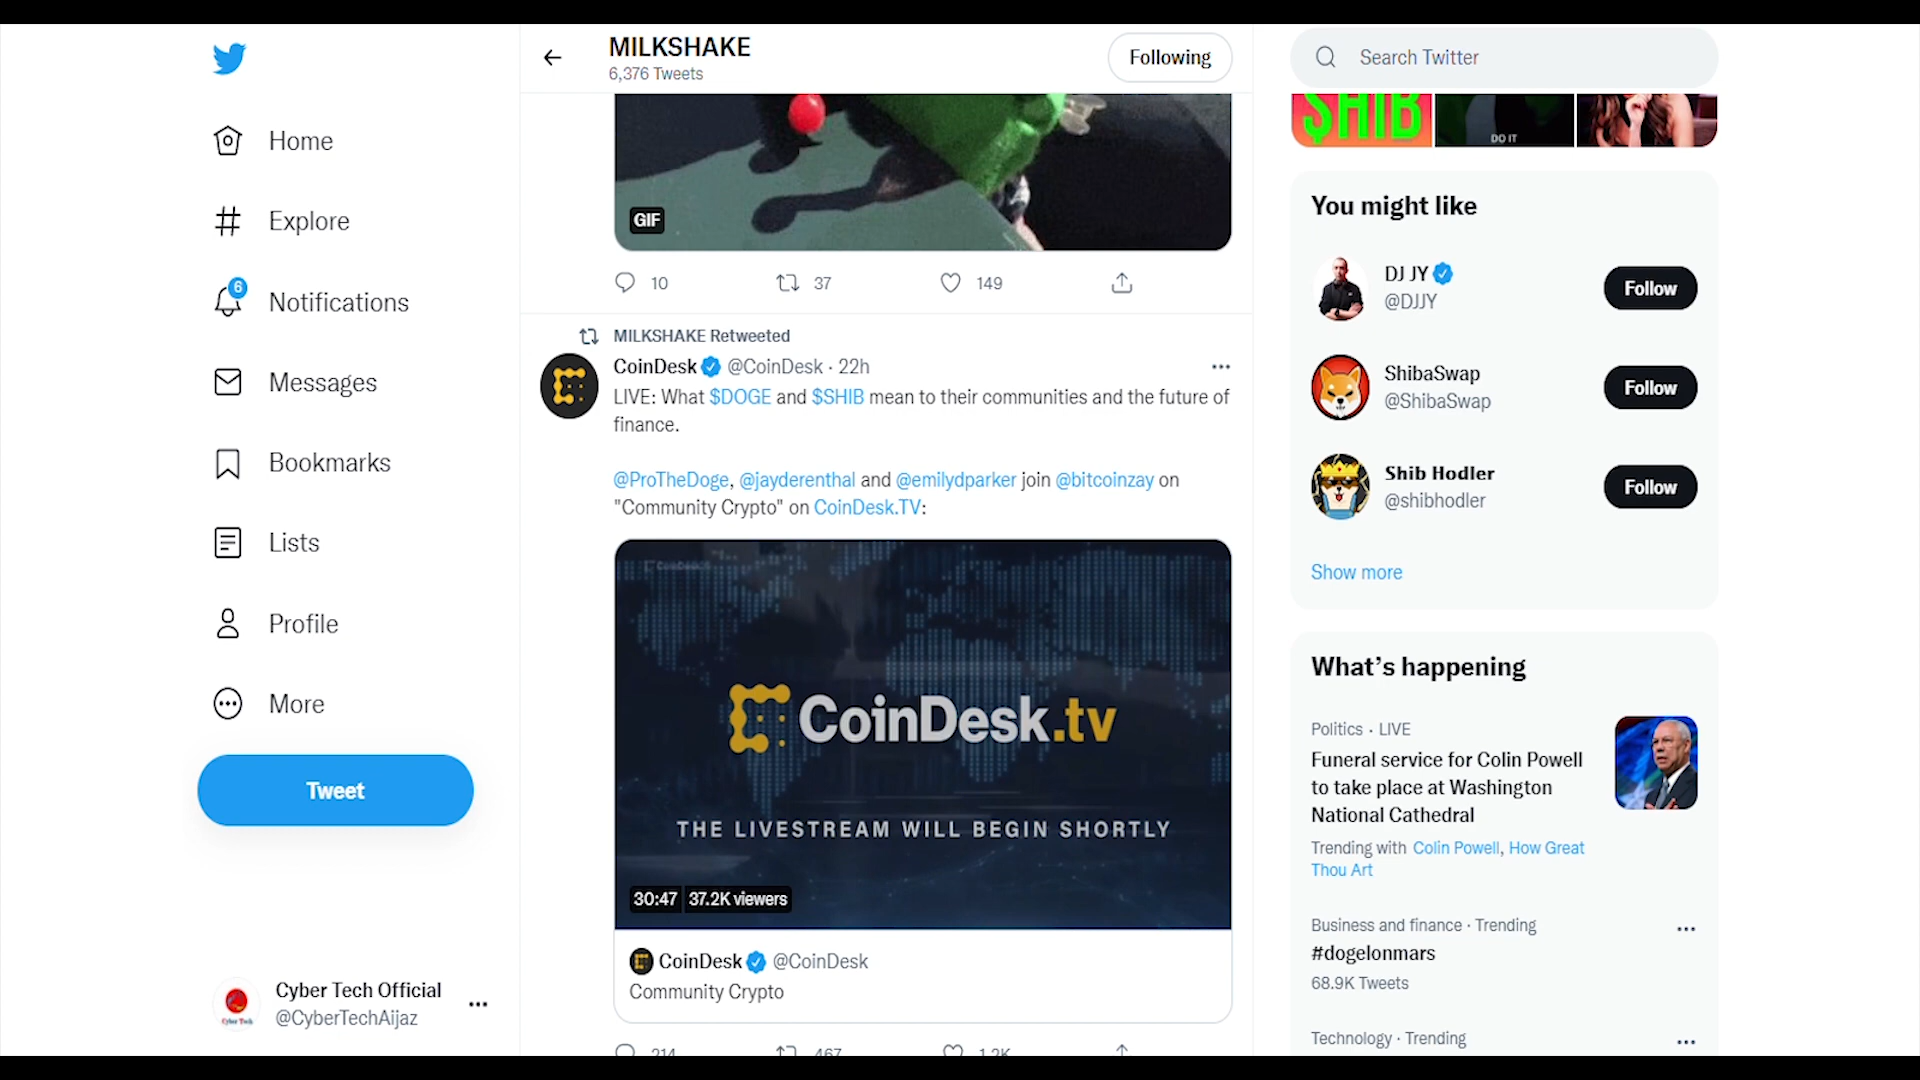 Home
Explore
6
Notifications
Messages
Bookmarks
Lists
Profile
More
Tweet
Cyber Tech
Cyber Tech Official
@CyberTechAijaz
MILKSHAKE
6,376 Tweets
Following
GIF
10
37
149
MILKSHAKE Retweeted
CoinDesk @CoinDesk · 22h
LIVE: What $DOGE and $SHIB mean to their communities and the future of
finance.
@ProTheDoge, @jayderenthal and @emilydparker join @bitcoinzay on
"Community Crypto" on CoinDesk.TV:
CoinDesk
CoinDesk.tv
THE LIVESTREAM WILL BEGIN SHORTLY
30:47 37.2K viewers
CoinDesk @CoinDesk
Community Crypto
214
467
1.2K
Search Twitter
$HIB
DO IT
You might like
DJ JY
@DJJY
Follow
ShibaSwap
@ShibaSwap
Follow
Shib Hodler
@shibhodler
Follow
Show more
What's happening
Politics · LIVE
Funeral service for Colin Powell
to take place at Washington
National Cathedral
Trending with Colin Powell, How Great
Thou Art
Business and finance · Trending
#dogelonmars
68.9K Tweets
Technology · Trending